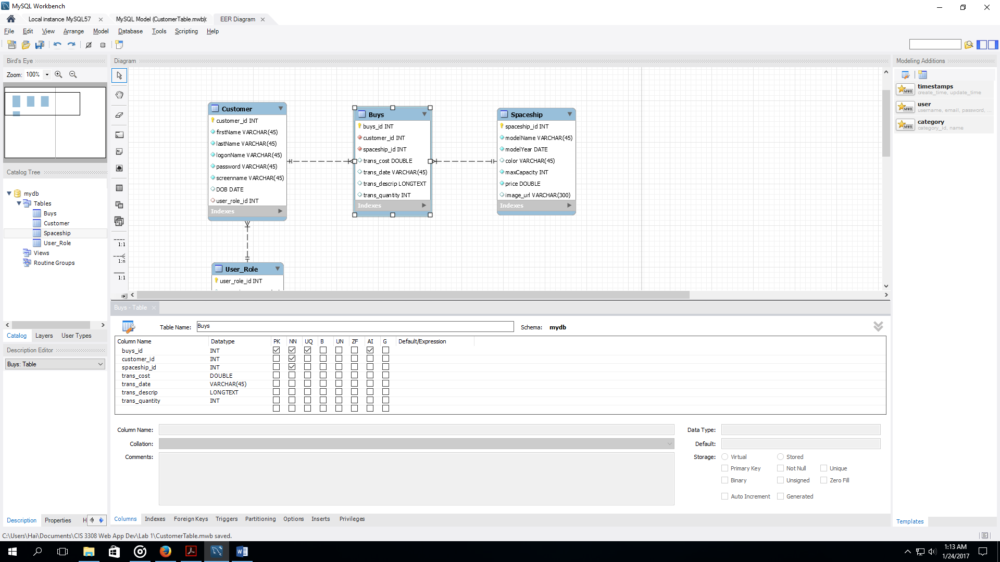 MySQL Workbench
Local instance MySQL57
MySQL Model (CustomerTable.mwb)
EER Diagram
File Edit View Arrange Model Database Tools Scripting Help
Bird's Eye
Zoom: 100%
Catalog Tree
mydb
Tables
Buys
Customer
Spaceship
User_Role
Views
Routine Groups
Catalog Layers User Types
Description Editor
Buys: Table
Description Properties H
Diagram
1:1
1:n
1:1
Customer
customer_id INT
firstName VARCHAR(45)
lastName VARCHAR(45)
logonName VARCHAR(45)
password VARCHAR(45)
screenname VARCHAR(45)
DOB DATE
user_role_id INT
Indexes
Buys
buys_id INT
customer_id INT
spaceship_id INT
trans_cost DOUBLE
trans_date VARCHAR(45)
trans_descrip LONGTEXT
trans_quantity INT
Indexes
Spaceship
spaceship_id INT
modelName VARCHAR(45)
modelYear DATE
color VARCHAR(45)
maxCapacity INT
price DOUBLE
image_url VARCHAR(300)
Indexes
User_Role
user_role_id INT
Modeling Additions
MWB
timestamps
create_time, update_time
MWB
user
username, email, password, ...
MWB
category
category_id, name
Templates
Buys - Table
Table Name: Buys
Schema: mydb
Column Name Datatype PK NN UQ B UN ZF AI G Default/Expression
buys_id INT
customer_id INT
spaceship_id INT
trans_cost DOUBLE
trans_date VARCHAR(45)
trans_descrip LONGTEXT
trans_quantity INT
Column Name:
Collation:
Comments:
Data Type:
Default:
Storage: Virtual Stored
Primary Key Not Null Unique
Binary Unsigned Zero Fill
Auto Increment Generated
Columns Indexes Foreign Keys Triggers Partitioning Options Inserts Privileges
C:\Users\Hai\Documents\CIS 3308 Web App Dev\Lab 1\CustomerTable.mwb saved.
1:13 AM
1/24/2017